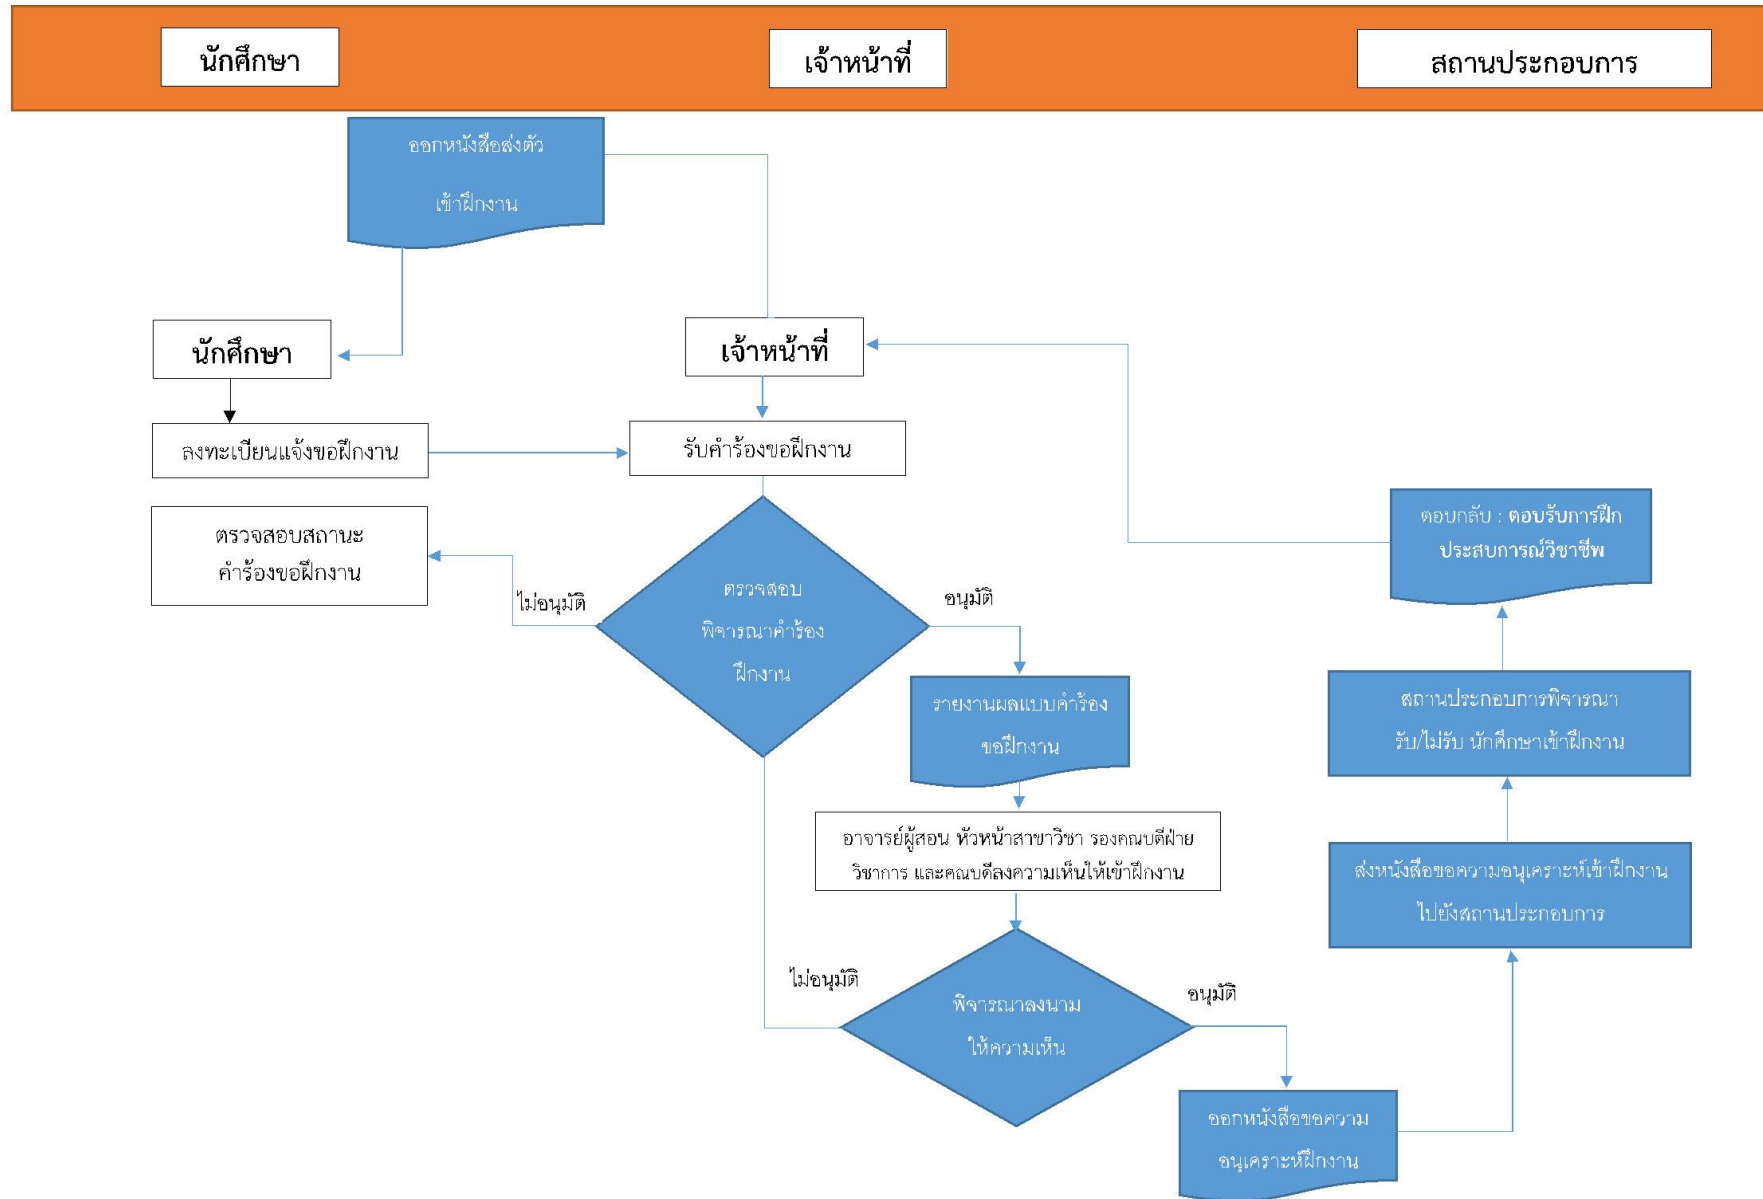 นักศึกษา
เจ้าหน้าที่
สถานประกอบการ
ออกหนังสือส่งตัว
เข้าฝึกงาน
นักศึกษา
เจ้าหน้าที่
ลงทะเบียนแจ้งขอฝึกงาน
รับคำร้องขอฝึกงาน
ตรวจสอบสถานะ
คำร้องขอฝึกงาน
ไม่อนุมัติ
ตรวจสอบ
พิจารณาคำร้อง
ฝึกงาน
อนุมัติ
ตอบกลับ : ตอบรับการฝึก
ประสบการณ์วิชาชีพ
รายงานผลแบบคำร้อง
ขอฝึกงาน
สถานประกอบการพิจารณา
รับ/ไม่รับ นักศึกษาเข้าฝึกงาน
อาจารย์ผู้สอน หัวหน้าสาขาวิชา รองคณบดีฝ่าย
วิชาการ และคณบดีลงความเห็นให้เข้าฝึกงาน
ส่งหนังสือขอความอนุเคราะห์เข้าฝึกงาน
ไปยังสถานประกอบการ
ไม่อนุมัติ
พิจารณาลงนาม
ให้ความเห็น
อนุมัติ
ออกหนังสือขอความ
อนุเคราะห์ฝึกงาน